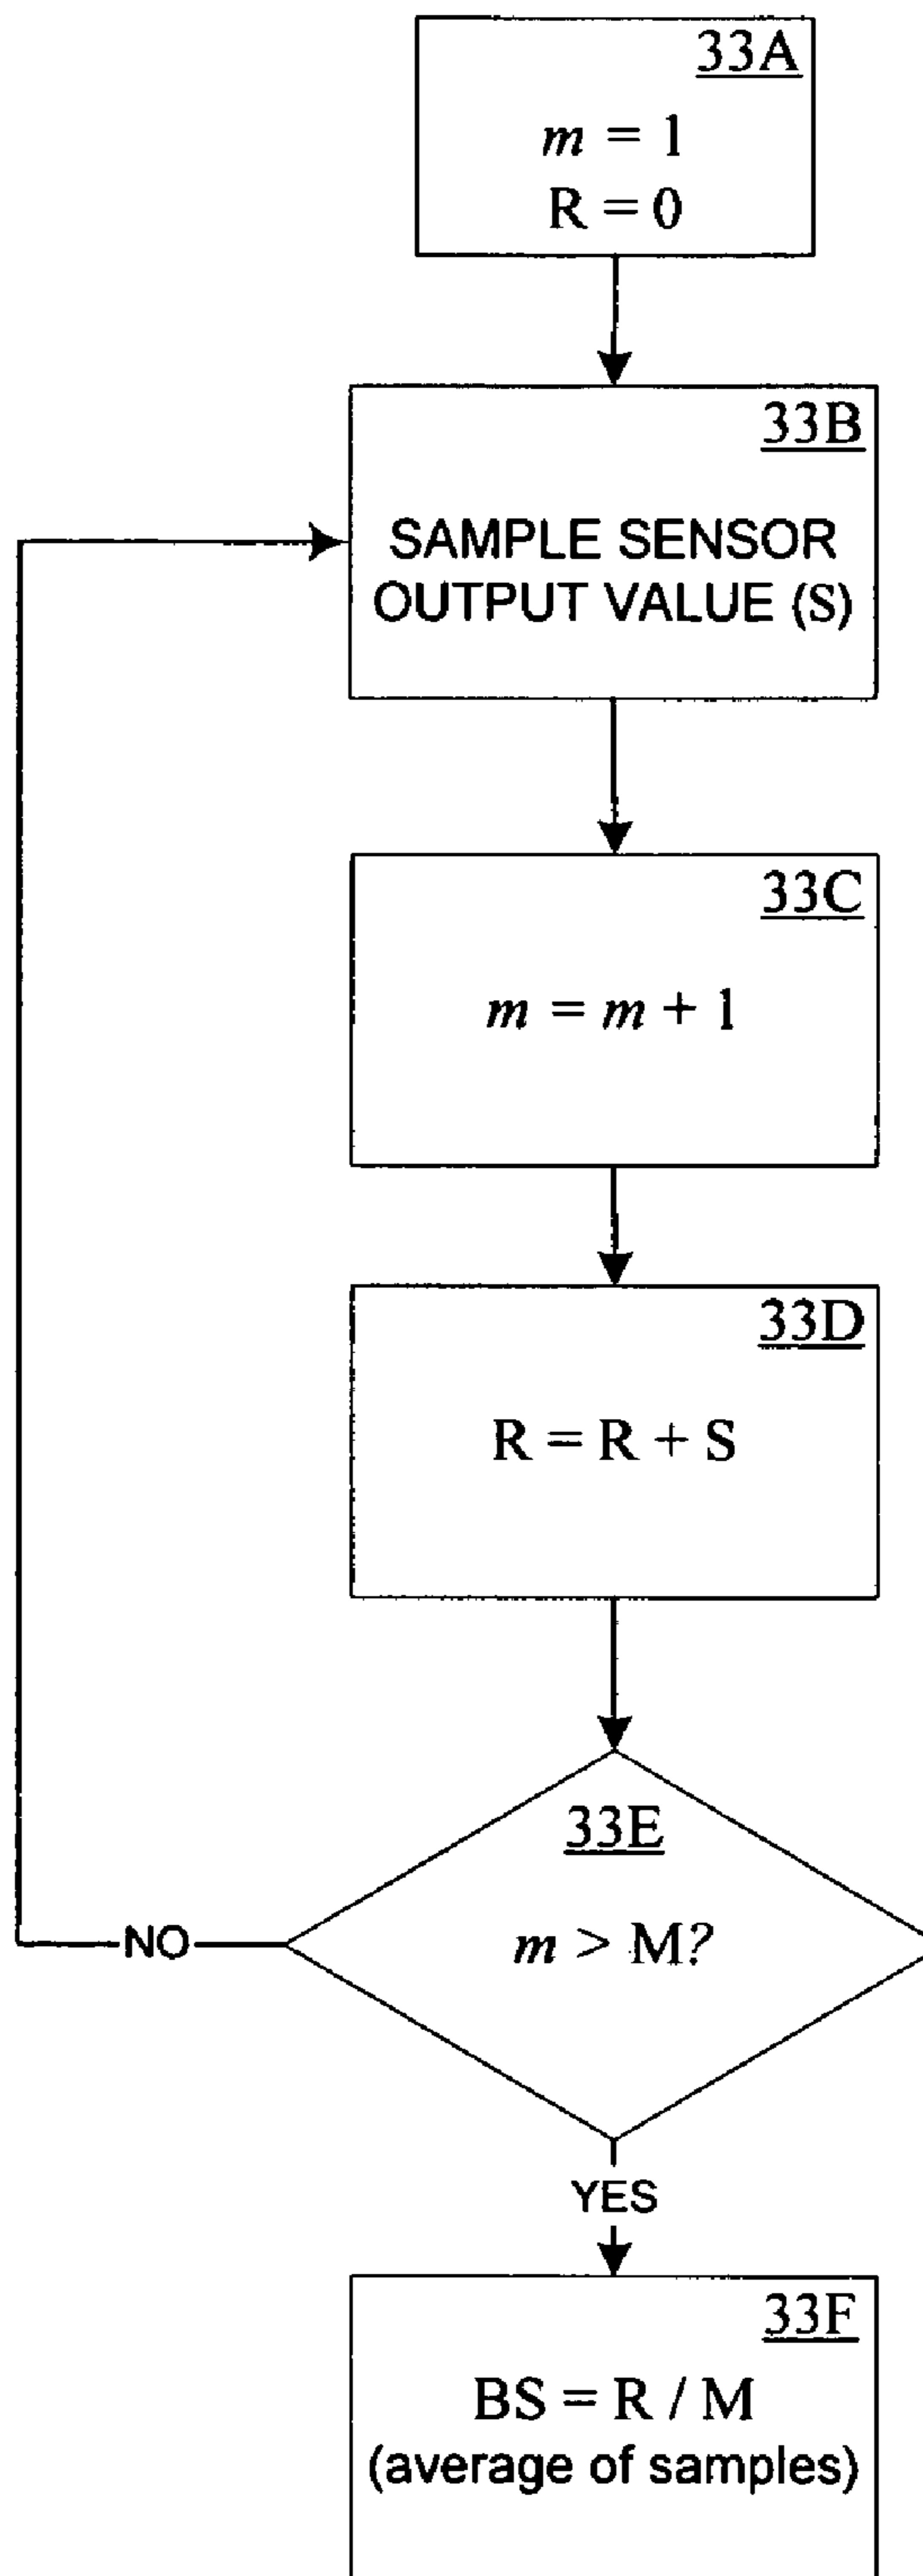 33A
m = 1
R = 0
33B
SAMPLE SENSOR
OUTPUT VALUE (S)
33C
m = m + 1
33D
R = R + S
33E
m > M?
NO
YES
33F
BS = R / M
(average of samples)